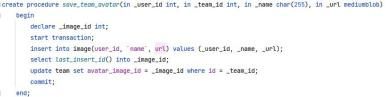 create procedure save_team_avatar(in _user_id int, in _team_id int, in _name char(255), in _url mediumblob)
begin
declare _image_id int;
start transaction;
insert into image(user_id, `name`, url) values (_user_id, _name, _url);
select last_insert_id() into _image_id;
update team set avatar_image_id = _image_id where id = _team_id;
commit;
end;